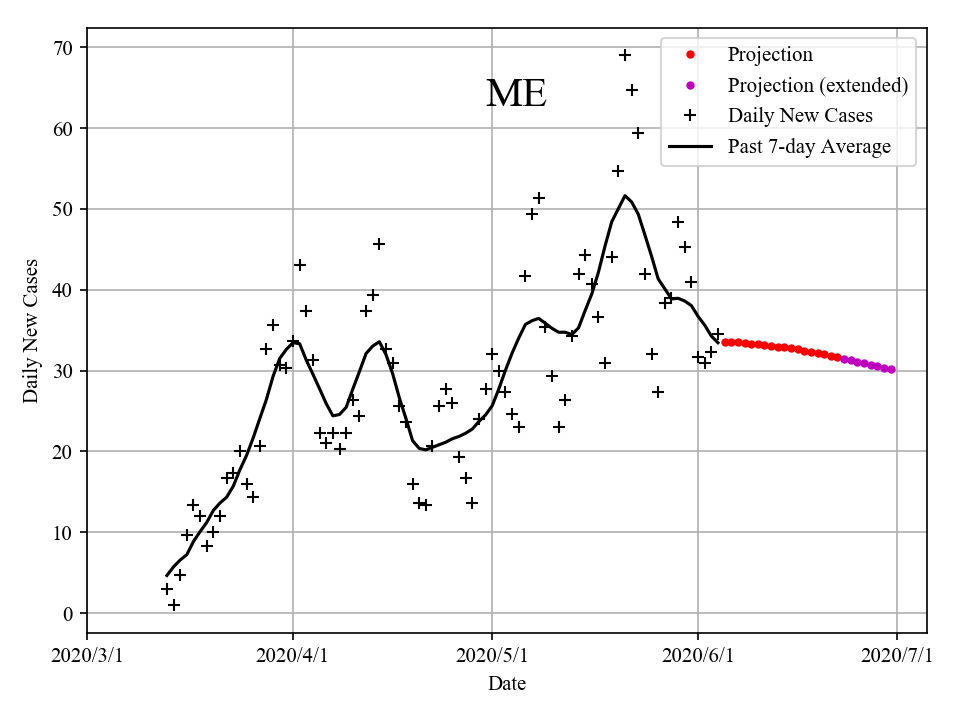 ME
Projection
Projection (extended)
Daily New Cases
Past 7-day Average
Daily New Cases
70
60
50
40
30
20
10
0
2020/3/1 2020/4/1 2020/5/1 2020/6/1 2020/7/1
Date